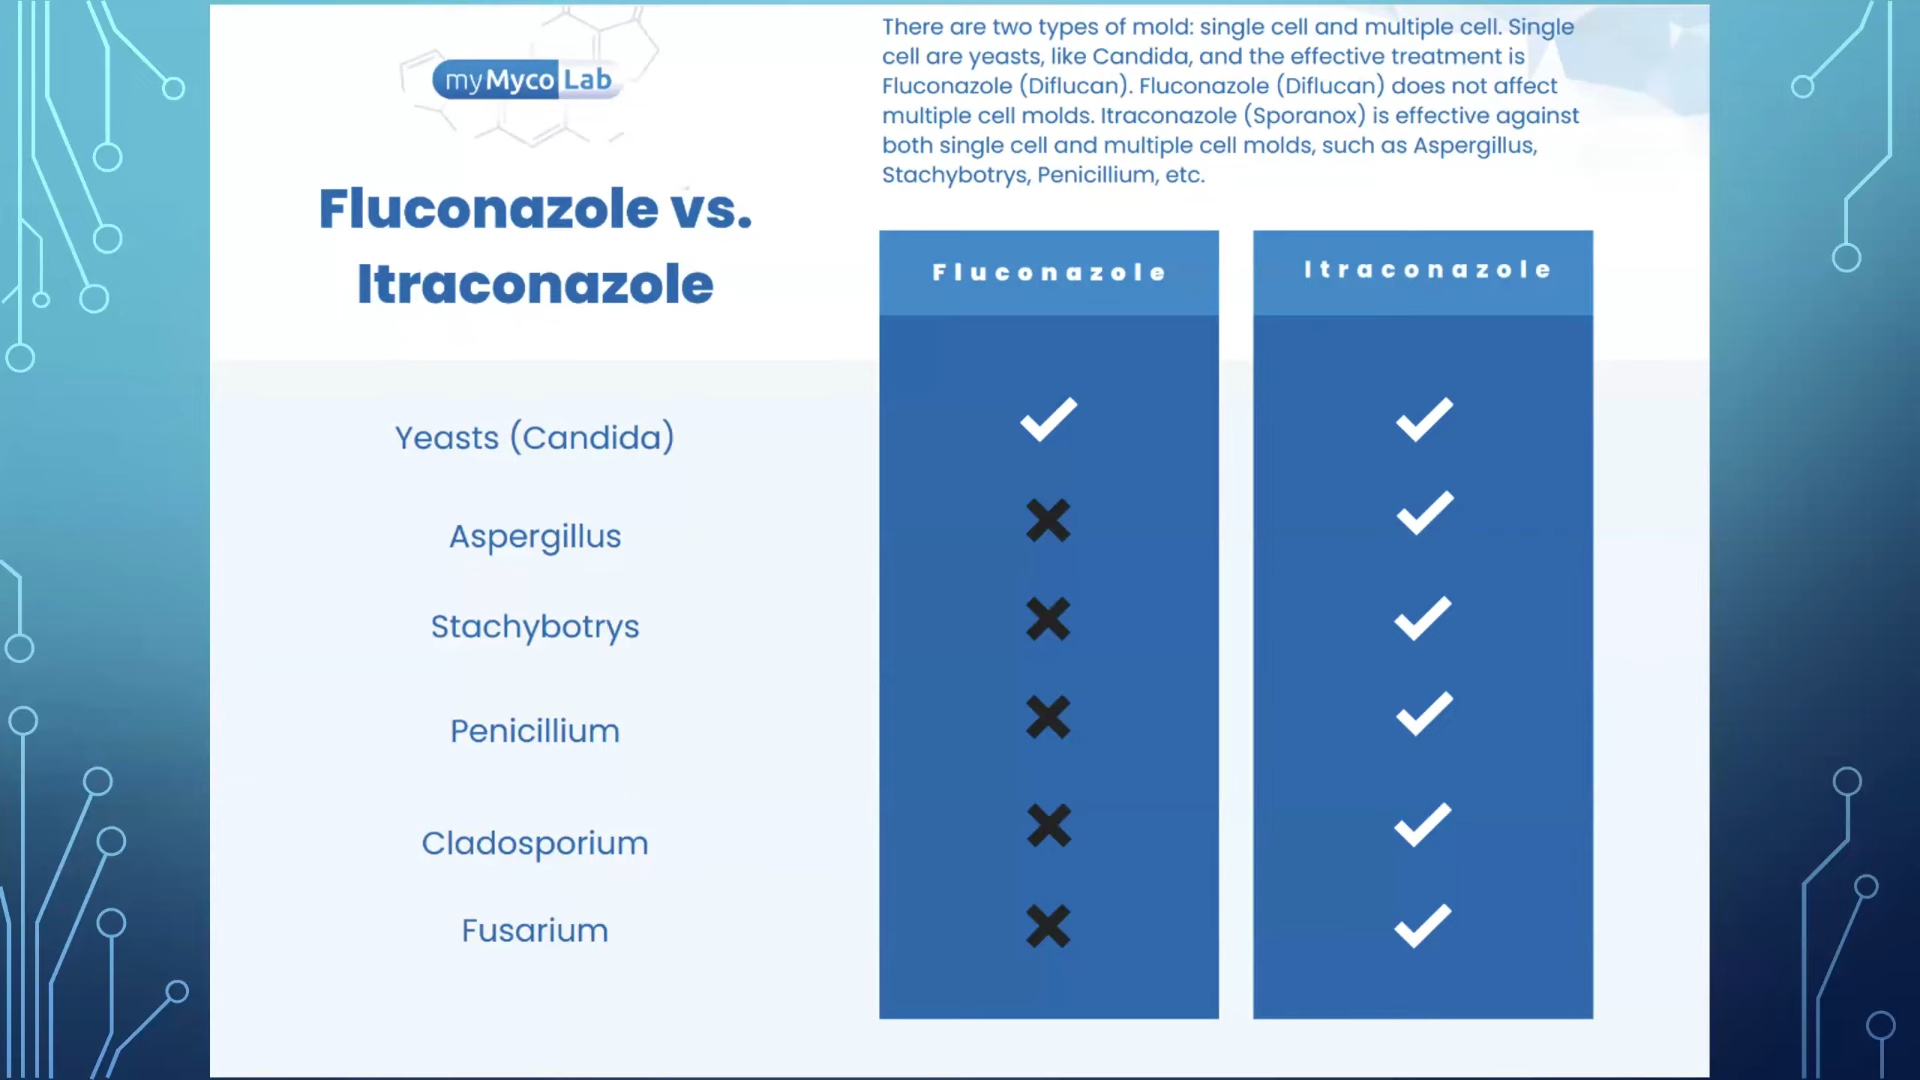 myMycoLab
Fluconazole vs.
Itraconazole
There are two types of mold: single cell and multiple cell. Single
cell are yeasts, like Candida, and the effective treatment is
Fluconazole (Diflucan). Fluconazole (Diflucan) does not affect
multiple cell molds. Itraconazole (Sporanox) is effective against
both single cell and multiple cell molds, such as Aspergillus,
Stachybotrys, Penicillium, etc.
Fluconazole
Itraconazole
Yeasts (Candida)
Aspergillus
Stachybotrys
Penicillium
Cladosporium
Fusarium